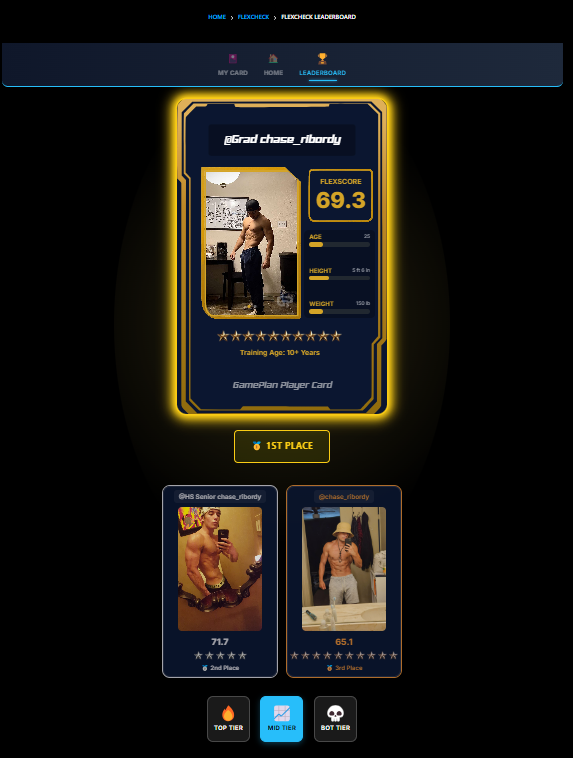 HOME > FLEXCHECK > FLEXCHECK LEADERBOARD
MY CARD HOME LEADERBOARD
@Grad chase_ribordy
FLEXSCORE
69.3
AGE 25
HEIGHT 5 ft 6 in
WEIGHT 150 lb
Training Age: 10+ Years
GamePlan Player Card
1ST PLACE
@HS Senior chase_ribordy
71.7
2nd Place
@chase_ribordy
65.1
3rd Place
TOP TIER MID TIER BOT TIER